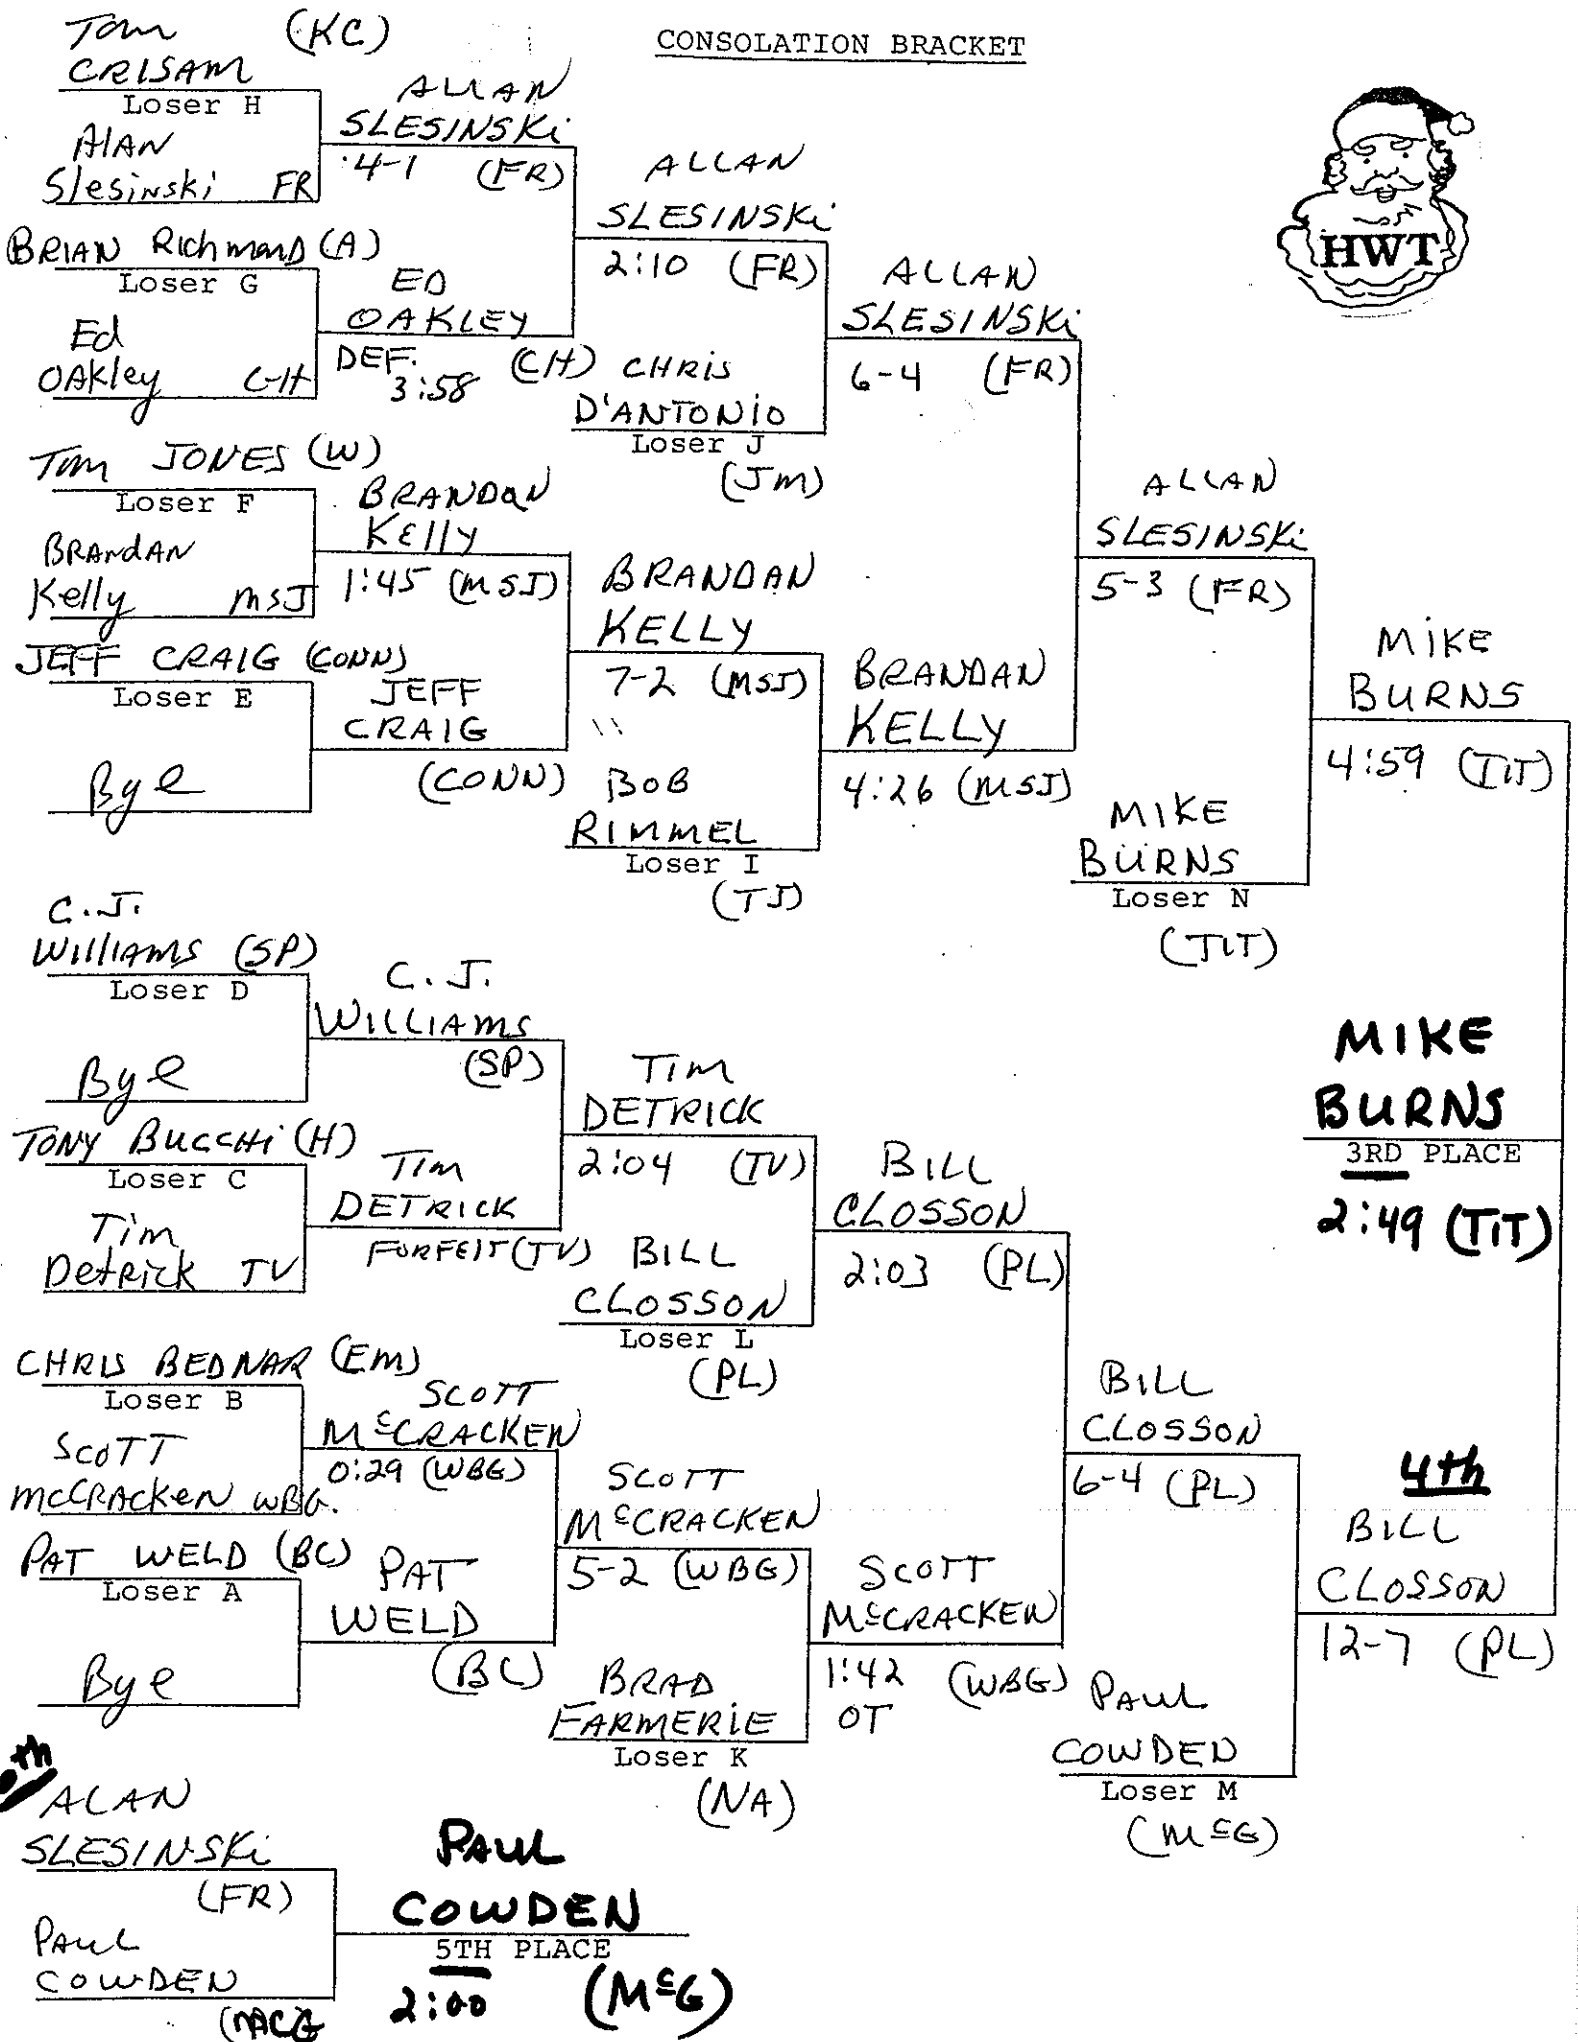 CONSOLATION BRACKET
HWT
Tom (KC)
CRISAM
Loser H
AlAN
Slesinski FR
ALLAN
SLESINSKi
4-1 (FR)
BRIAN RichmonD (A)
Loser G
Ed
OAkley CH
ED
OAKLEY
DEF. (CH)
3:58
ALLAN
SLESINSKi
2:10 (FR)
CHRiS
D'ANTONiO
Loser J
(JM)
ALLAN
SLESINSKi
6-4 (FR)
Tom JONES (W)
Loser F
BRANdAN
Kelly MSJ
BRANDON
KEllY
1:45 (MSJ)
JEFF CRAIG (CONN)
Loser E
Bye
JEFF
CRAIG
(CONN)
BRANDAN
KELLY
7-2 (MSJ)
BOB
RIMMEL
Loser I
(TJ)
BRANDAN
KELLY
4:26 (MSJ)
ALLAN
SLESINSKi
5-3 (FR)
MIKE
BURNS
Loser N
(TIT)
MiKE
BURNS
4:59 (TIT)
C.J.
WilliAMS (SP)
Loser D
Bye
C.J.
WILLIAMS
(SP)
TONY BUCCHi (H)
Loser C
Tim
DetRick TV
Tim
DETRICK
FORFEIT (TV)
TIM
DETRICK
2:04 (TV)
BILL
CLOSSON
Loser L
(PL)
BILL
CLOSSON
2:03 (PL)
CHRIS BEDNAR (EM)
Loser B
ScoTT
McCRACKeN WBG.
SCOTT
McCRACKEN
0:29 (WBG)
PAT WELD (BC)
Loser A
Bye
PAT
WELD
(BC)
SCOTT
McCRACKEN
5-2 (WBG)
BRAD
FARMERiE
Loser K
(NA)
SCOTT
McCRACKEN
1:42 (WBG)
OT
BILL
CLOSSON
6-4 (PL)
PAUL
COWDEN
Loser M
(McG)
4th
BILL
CLOSSON
12-7 (PL)
MIKE
BURNS
3RD PLACE
2:49 (TIT)
th
ALAN
SLESINSKi
(FR)
PAUL
COWDEN
(MCG
PAUL
COWDEN
5TH PLACE
2:00 (McG)